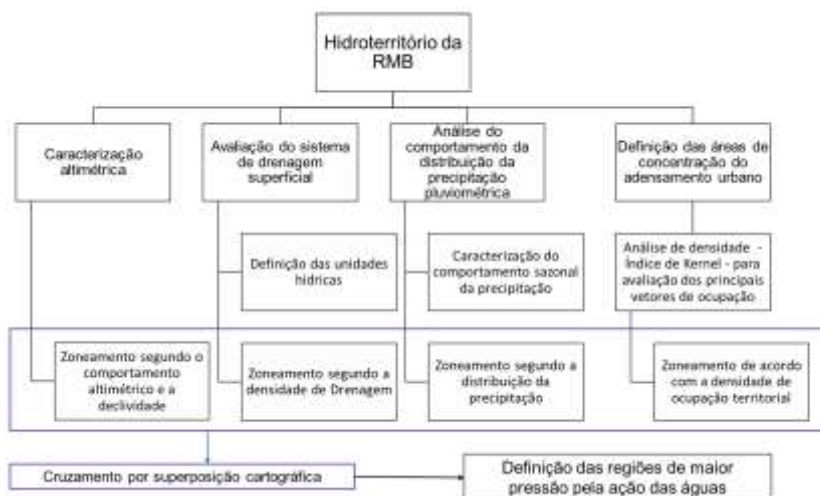 Hidroterritório da
RMB
Caracterização
altimétrica
Avaliação do sistema
de drenagem
superficial
Análise do
comportamento da
distribuição da
precipitação
pluviométrica
Definição das áreas de
concentração do
adensamento urbano
Definição das unidades
hídricas
Caracterização do
comportamento sazonal
da precipitação
Análise de densidade -
Índice de Kernel - para
avaliação dos principais
vetores de ocupação
Zoneamento segundo o
comportamento
altimétrico e a
declividade
Zoneamento segundo a
densidade de Drenagem
Zoneamento segundo a
distribuição da
precipitação
Zoneamento de acordo
com a densidade de
ocupação territorial
Cruzamento por superposição cartográfica
Definição das regiões de maior
pressão pela ação das águas